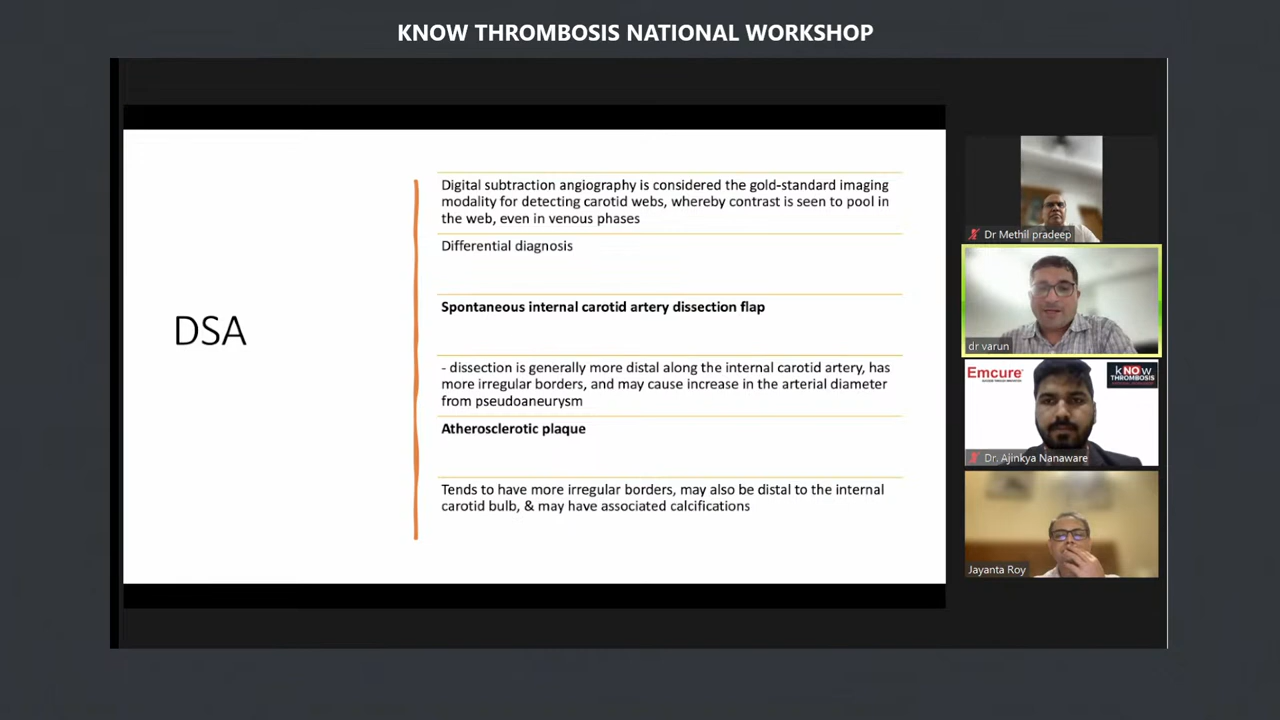 KNOW THROMBOSIS NATIONAL WORKSHOP
DSA
Digital subtraction angiography is considered the gold-standard imaging
modality for detecting carotid webs, whereby contrast is seen to pool in
the web, even in venous phases
Differential diagnosis
Spontaneous internal carotid artery dissection flap
- dissection is generally more distal along the internal carotid artery, has
more irregular borders, and may cause increase in the arterial diameter
from pseudoaneurysm
Atherosclerotic plaque
Tends to have more irregular borders, may also be distal to the internal
carotid bulb, & may have associated calcifications
Dr Methil pradeep
dr varun
Emcure
kNOw
THROMBOSIS
Dr. Ajinkya Nanaware
Jayanta Roy